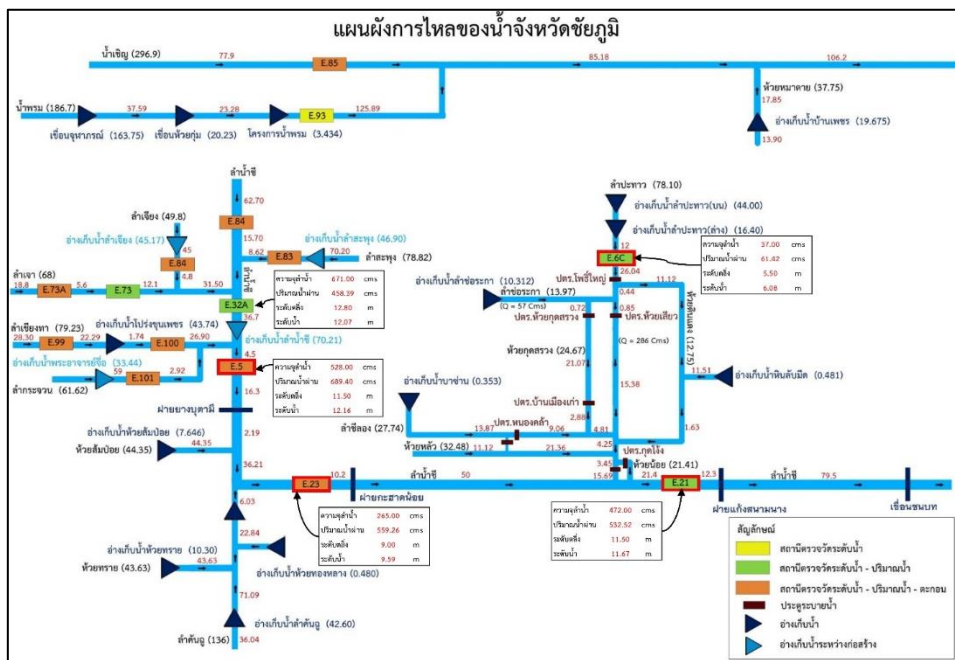 แผนผังการไหลของน้ำจังหวัดชัยภูมิ
น้ำเชิญ (296.9)
77.9
E.85
85.18
106.2
น้ำพรม (186.7)
37.59
23.28
E.93
125.89
เขื่อนจุฬาภรณ์ (163.75)
เขื่อนห้วยกุ่ม (20.23)
โครงการน้ำพรม (3.434)
ห้วยหมาตาย (37.75)
17.85
อ่างเก็บน้ำบ้านเพชร (19.675)
13.90
ลำน้ำชี
62.70
E.84
15.70
8.62
E.83
อ่างเก็บน้ำลำสะพุง (46.90)
70.20
ลำสะพุง (78.82)
ลำเจียง (49.8)
อ่างเก็บน้ำลำเจียง (45.17)
45
E.84
4.8
ลำเจา (68)
18.8
E.73A
5.6
E.73
12.1
31.50
ลำน้ำชี
E.32A
36.7
ความจุลำน้ำ 671.00 cms
ปริมาณน้ำผ่าน 458.39 cms
ระดับตลิ่ง 12.80 m
ระดับน้ำ 12.07 m
อ่างเก็บน้ำลำน้ำชี (70.21)
4.5
ลำเชียงทา (79.23)
28.30
E.99
22.29
อ่างเก็บน้ำโปร่งขุนเพชร (43.74)
1.74
E.100
26.90
อ่างเก็บน้ำพระอาจารย์จื่อ (33.44)
59
E.101
2.92
ลำกระจวน (61.62)
E.5
16.3
ความจุลำน้ำ 528.00 cms
ปริมาณน้ำผ่าน 689.40 cms
ระดับตลิ่ง 11.50 m
ระดับน้ำ 12.16 m
ฝายยางบุตามี
2.19
อ่างเก็บน้ำห้วยส้มป่อย (7.646)
44.35
ห้วยส้มป่อย (44.35)
36.21
ลำปะทาว (78.10)
อ่างเก็บน้ำลำปะทาว(บน) (44.00)
อ่างเก็บน้ำลำปะทาว(ล่าง) (16.40)
12
E.6C
ความจุลำน้ำ 37.00 cms
ปริมาณน้ำผ่าน 61.42 cms
ระดับตลิ่ง 5.50 m
ระดับน้ำ 6.08 m
26.04
ปตร.โพธิ์ใหญ่
11.12
0.44
อ่างเก็บน้ำลำช่อระกา (10.312)
ลำช่อระกา (13.97)
(Q = 57 Cms)
0.72
ปตร.ห้วยกุดสรวง
0.85
ปตร.ห้วยเสียว
(Q = 286 Cms)
ห้วยดินแดง (12.75)
ห้วยกุดสรวง (24.67)
21.07
15.38
11.51
อ่างเก็บน้ำหินลับมีด (0.481)
อ่างเก็บน้ำบาซ่าน (0.353)
ปตร.บ้านเมืองเก่า
2.88
ปตร.หนองคล้า
13.87
9.06
4.81
ลำชีลอง (27.74)
11.12
21.36
4.25
1.63
ห้วยหลัว (32.48)
ปตร.กุดโง้ง
3.45
ห้วยน้อย (21.41)
15.69
21.4
E.23
10.2
ลำน้ำชี
50
E.21
12.3
ลำน้ำชี
79.5
ฝายกะฮาดน้อย
ฝายแก้งสนามนาง
เขื่อนชนบท
ความจุลำน้ำ 265.00 cms
ปริมาณน้ำผ่าน 559.26 cms
ระดับตลิ่ง 9.00 m
ระดับน้ำ 9.59 m
ความจุลำน้ำ 472.00 cms
ปริมาณน้ำผ่าน 532.52 cms
ระดับตลิ่ง 11.50 m
ระดับน้ำ 11.67 m
6.03
22.84
อ่างเก็บน้ำห้วยทราย (10.30)
43.63
ห้วยทราย (43.63)
อ่างเก็บน้ำห้วยทองหลาง (0.480)
71.09
อ่างเก็บน้ำลำคันฉู (42.60)
ลำคันฉู (136)
36.04
สัญลักษณ์
สถานีตรวจวัดระดับน้ำ
สถานีตรวจวัดระดับน้ำ - ปริมาณน้ำ
สถานีตรวจวัดระดับน้ำ - ปริมาณน้ำ - ตะกอน
ประตูระบายน้ำ
อ่างเก็บน้ำ
อ่างเก็บน้ำระหว่างก่อสร้าง